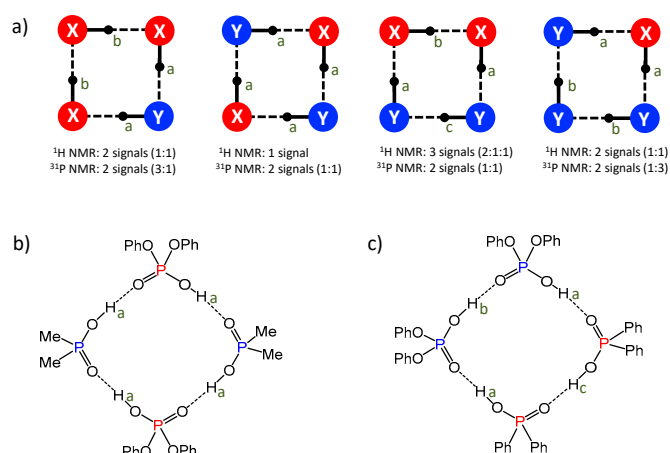 a)
X b X Y a X X b X Y a X
b a a a a a b a
X a Y X a Y Y c Y Y b Y
¹H NMR: 2 signals (1:1)
³¹P NMR: 2 signals (3:1)
¹H NMR: 1 signal
³¹P NMR: 2 signals (1:1)
¹H NMR: 3 signals (2:1:1)
³¹P NMR: 2 signals (1:1)
¹H NMR: 2 signals (1:1)
³¹P NMR: 2 signals (1:3)
b)
PhO OPh
P
O O
H a H a
O O
Me P Me
Me P Me
O O
H a H a
O O
P
PhO OPh
c)
PhO OPh
P
O O
H b H a
O O
PhO P Ph
PhO P Ph
O O
H a H c
O O
P
Ph Ph